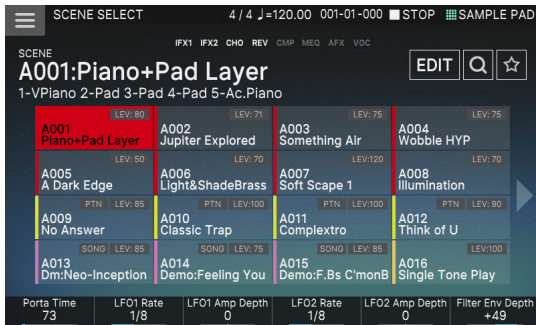 SCENE SELECT 4/4 ♩=120.00 001-01-000 STOP SAMPLE PAD
IFX1 IFX2 CHO REV CMP MEQ AFX VOC
SCENE
A001:Piano+Pad Layer EDIT
1-VPiano 2-Pad 3-Pad 4-Pad 5-Ac.Piano
LEV: 80 LEV: 71 LEV: 75 LEV: 75
A001 A002 A003 A004
Piano+Pad Layer Jupiter Explored Something Air Wobble HYP
LEV: 50 LEV: 70 LEV:120 LEV: 70
A005 A006 A007 A008
A Dark Edge Light&ShadeBrass Soft Scape 1 Illumination
PTN LEV: 85 PTN LEV:100 PTN LEV:100 PTN LEV: 90
A009 A010 A011 A012
No Answer Classic Trap Complextro Think of U
SONG LEV: 85 SONG LEV: 75 SONG LEV: 85 LEV:100
A013 A014 A015 A016
Dm:Neo-Inception Demo:Feeling You Demo:F.Bs C'monB Single Tone Play
Porta Time LFO1 Rate LFO1 Amp Depth LFO2 Rate LFO2 Amp Depth Filter Env Depth
73 1/8 0 1/8 0 +49